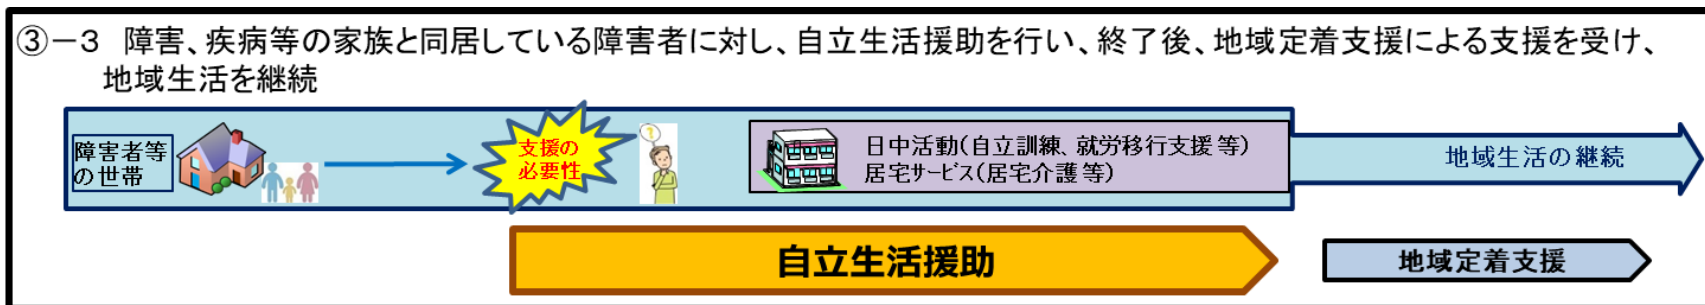 ③－３ 障害、疾病等の家族と同居している障害者に対し、自立生活援助を行い、終了後、地域定着支援による支援を受け、
地域生活を継続
障害者等
の世帯
支援の
必要性
?
日中活動(自立訓練、就労移行支援等)
居宅サービス(居宅介護等)
地域生活の継続
自立生活援助
地域定着支援